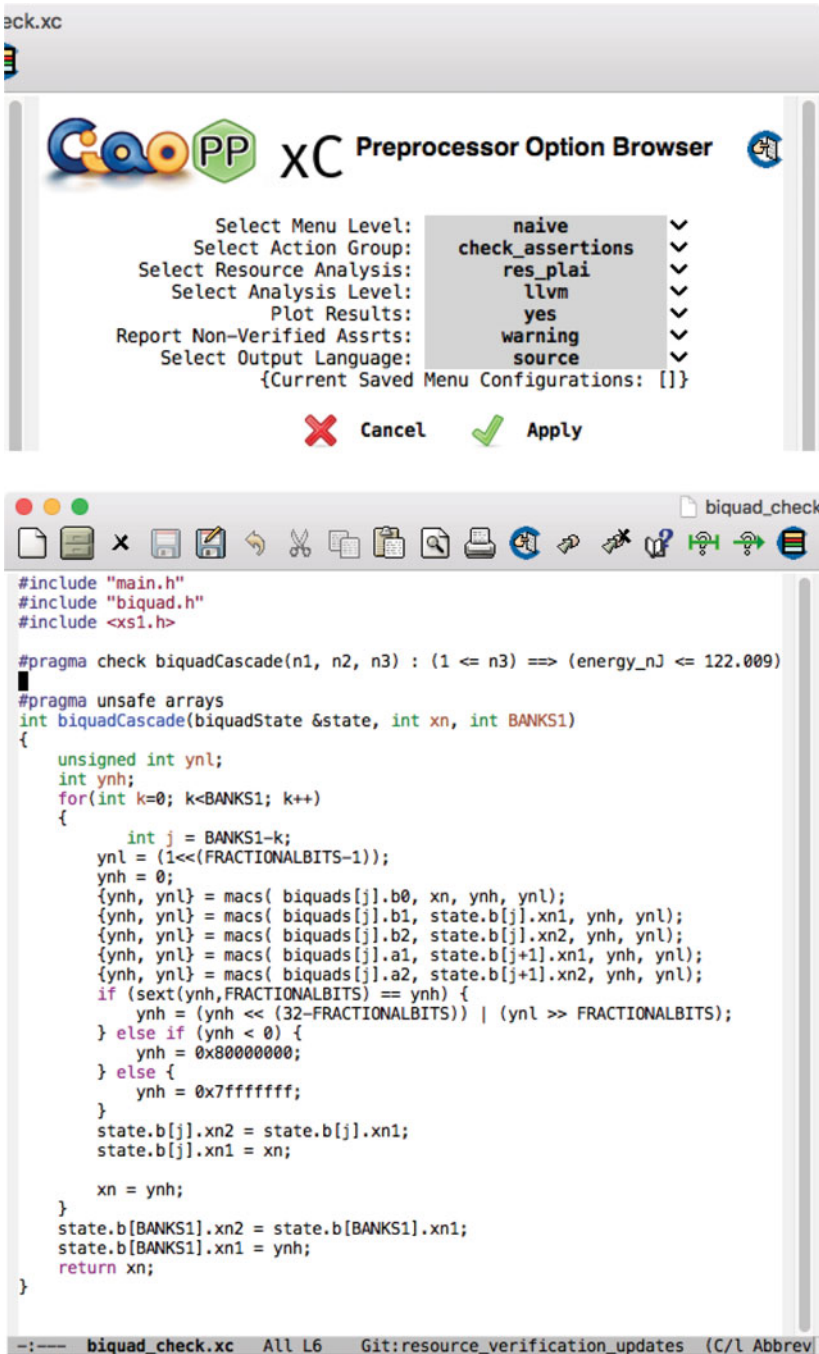 eck.xc
Ciao PP xC Preprocessor Option Browser
Select Menu Level: naive
Select Action Group: check_assertions
Select Resource Analysis: res_plai
Select Analysis Level: llvm
Plot Results: yes
Report Non-Verified Assrts: warning
Select Output Language: source
{Current Saved Menu Configurations: []}
Cancel Apply
biquad_check
#include "main.h"
#include "biquad.h"
#include <xs1.h>
#pragma check biquadCascade(n1, n2, n3) : (1 <= n3) ==> (energy_nJ <= 122.009)
#pragma unsafe arrays
int biquadCascade(biquadState &state, int xn, int BANKS1)
{
    unsigned int ynl;
    int ynh;
    for(int k=0; k<BANKS1; k++)
    {
            int j = BANKS1-k;
        ynl = (1<<(FRACTIONALBITS-1));
        ynh = 0;
        {ynh, ynl} = macs( biquads[j].b0, xn, ynh, ynl);
        {ynh, ynl} = macs( biquads[j].b1, state.b[j].xn1, ynh, ynl);
        {ynh, ynl} = macs( biquads[j].b2, state.b[j].xn2, ynh, ynl);
        {ynh, ynl} = macs( biquads[j].a1, state.b[j+1].xn1, ynh, ynl);
        {ynh, ynl} = macs( biquads[j].a2, state.b[j+1].xn2, ynh, ynl);
        if (sext(ynh,FRACTIONALBITS) == ynh) {
            ynh = (ynh << (32-FRACTIONALBITS)) | (ynl >> FRACTIONALBITS);
        } else if (ynh < 0) {
            ynh = 0x80000000;
        } else {
            ynh = 0x7fffffff;
        }
        state.b[j].xn2 = state.b[j].xn1;
        state.b[j].xn1 = xn;
        xn = ynh;
    }
    state.b[BANKS1].xn2 = state.b[BANKS1].xn1;
    state.b[BANKS1].xn1 = ynh;
    return xn;
}
-:--- biquad_check.xc All L6 Git:resource_verification_updates (C/l Abbrev